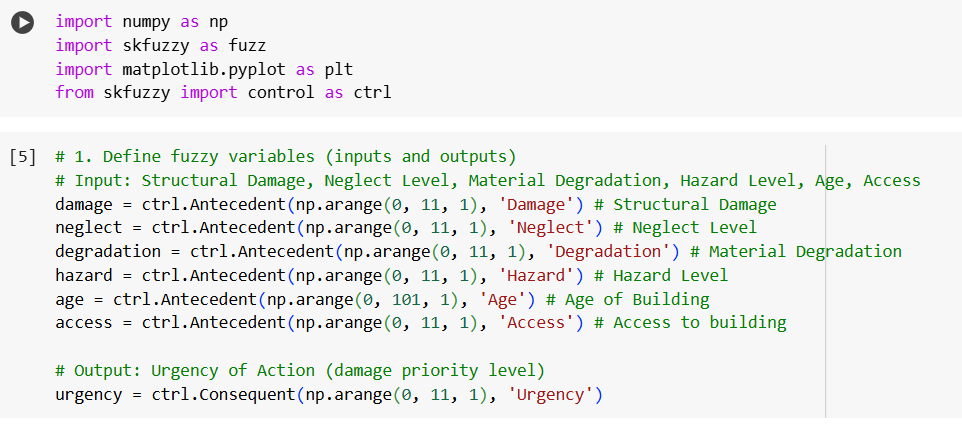 import numpy as np
import skfuzzy as fuzz
import matplotlib.pyplot as plt
from skfuzzy import control as ctrl
[5] # 1. Define fuzzy variables (inputs and outputs)
# Input: Structural Damage, Neglect Level, Material Degradation, Hazard Level, Age, Access
damage = ctrl.Antecedent(np.arange(0, 11, 1), 'Damage') # Structural Damage
neglect = ctrl.Antecedent(np.arange(0, 11, 1), 'Neglect') # Neglect Level
degradation = ctrl.Antecedent(np.arange(0, 11, 1), 'Degradation') # Material Degradation
hazard = ctrl.Antecedent(np.arange(0, 11, 1), 'Hazard') # Hazard Level
age = ctrl.Antecedent(np.arange(0, 101, 1), 'Age') # Age of Building
access = ctrl.Antecedent(np.arange(0, 11, 1), 'Access') # Access to building
# Output: Urgency of Action (damage priority level)
urgency = ctrl.Consequent(np.arange(0, 11, 1), 'Urgency')